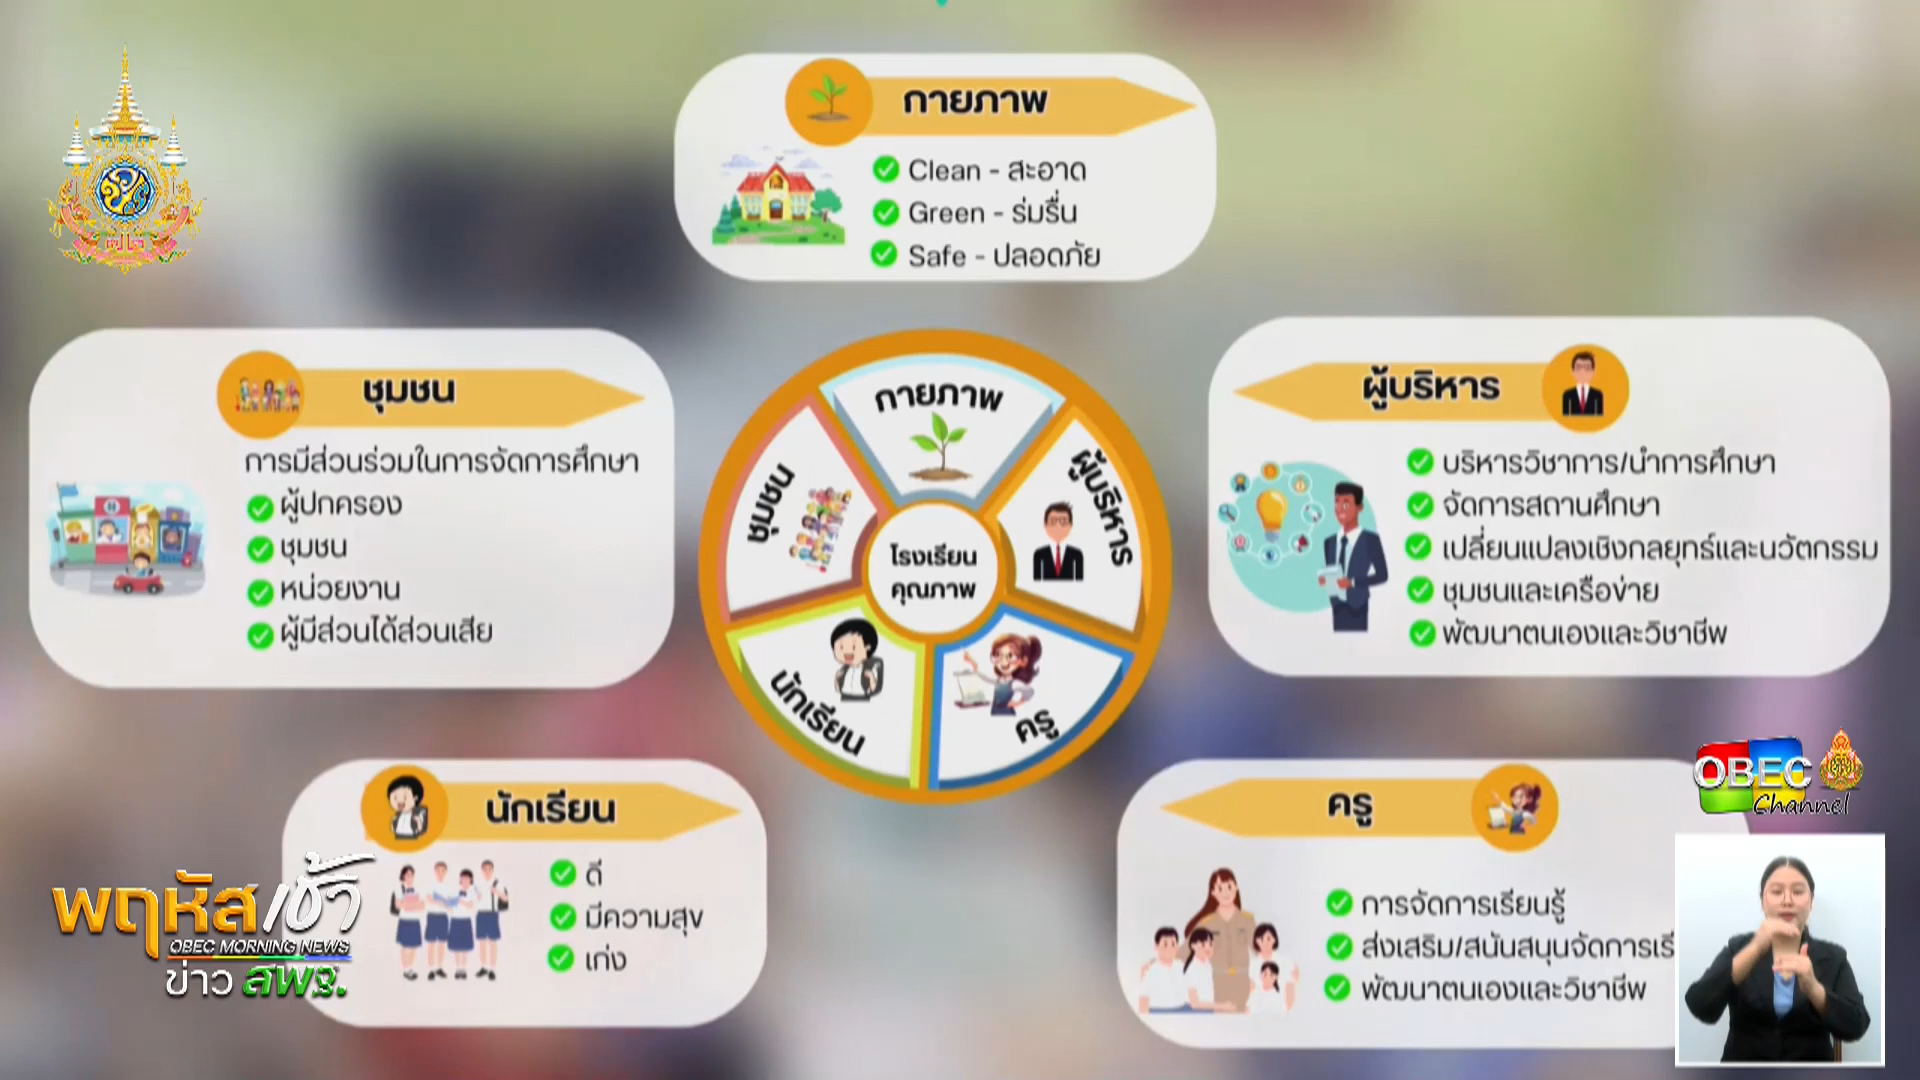 กายภาพ
Clean - สะอาด
Green - ร่มรื่น
Safe - ปลอดภัย
ชุมชน
การมีส่วนร่วมในการจัดการศึกษา
ผู้ปกครอง
ชุมชน
หน่วยงาน
ผู้มีส่วนได้ส่วนเสีย
กายภาพ
ผู้บริหาร
ครู
นักเรียน
ชุมชน
โรงเรียน
คุณภาพ
ผู้บริหาร
บริหารวิชาการ/นำการศึกษา
จัดการสถานศึกษา
เปลี่ยนแปลงเชิงกลยุทธ์และนวัตกรรม
ชุมชนและเครือข่าย
พัฒนาตนเองและวิชาชีพ
นักเรียน
ดี
มีความสุข
เก่ง
ครู
การจัดการเรียนรู้
ส่งเสริม/สนันสนุนจัดการเรี
พัฒนาตนเองและวิชาชีพ
OBEC
Channel
พฤหัสเช้า
OBEC MORNING NEWS
ข่าว สพฐ.